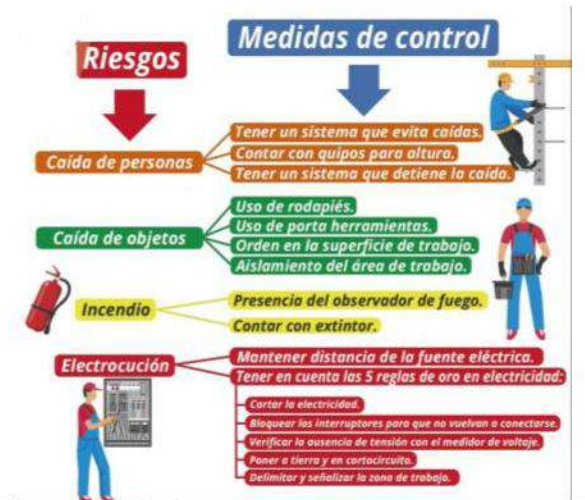 Riesgos
Medidas de control
Caída de personas
Tener un sistema que evita caídas.
Contar con quipos para altura.
Tener un sistema que detiene la caída.
Caída de objetos
Uso de rodapiés.
Uso de porta herramientas.
Orden en la superficie de trabajo.
Aislamiento del área de trabajo.
Incendio
Presencia del observador de fuego.
Contar con extintor.
Electrocución
Mantener distancia de la fuente eléctrica.
Tener en cuenta las 5 reglas de oro en electricidad:
Cortar la electricidad.
Bloquear los interruptores para que no vuelvan a conectarse.
Verificar la ausencia de tensión con el medidor de voltaje.
Poner a tierra y en cortocircuito.
Delimitar y señalizar la zona de trabajo.